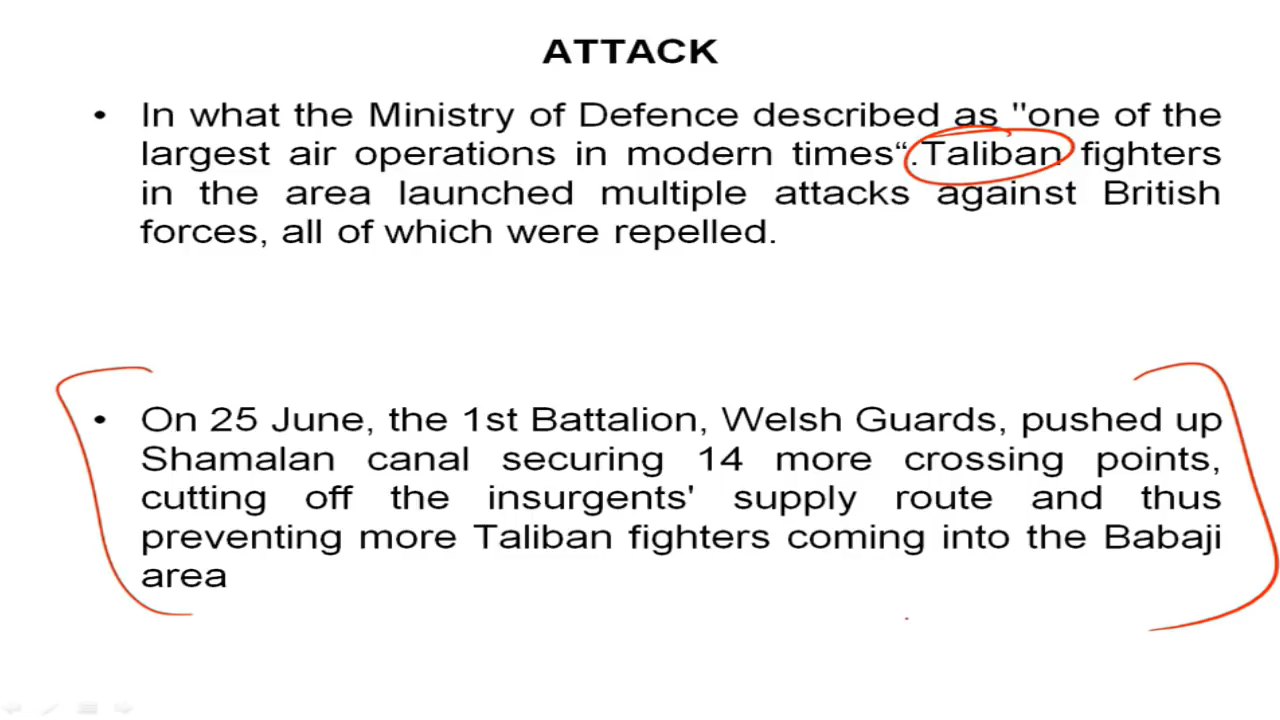 ATTACK
• In what the Ministry of Defence described as "one of the
largest air operations in modern times“.Taliban fighters
in the area launched multiple attacks against British
forces, all of which were repelled.
• On 25 June, the 1st Battalion, Welsh Guards, pushed up
Shamalan canal securing 14 more crossing points,
cutting off the insurgents' supply route and thus
preventing more Taliban fighters coming into the Babaji
area